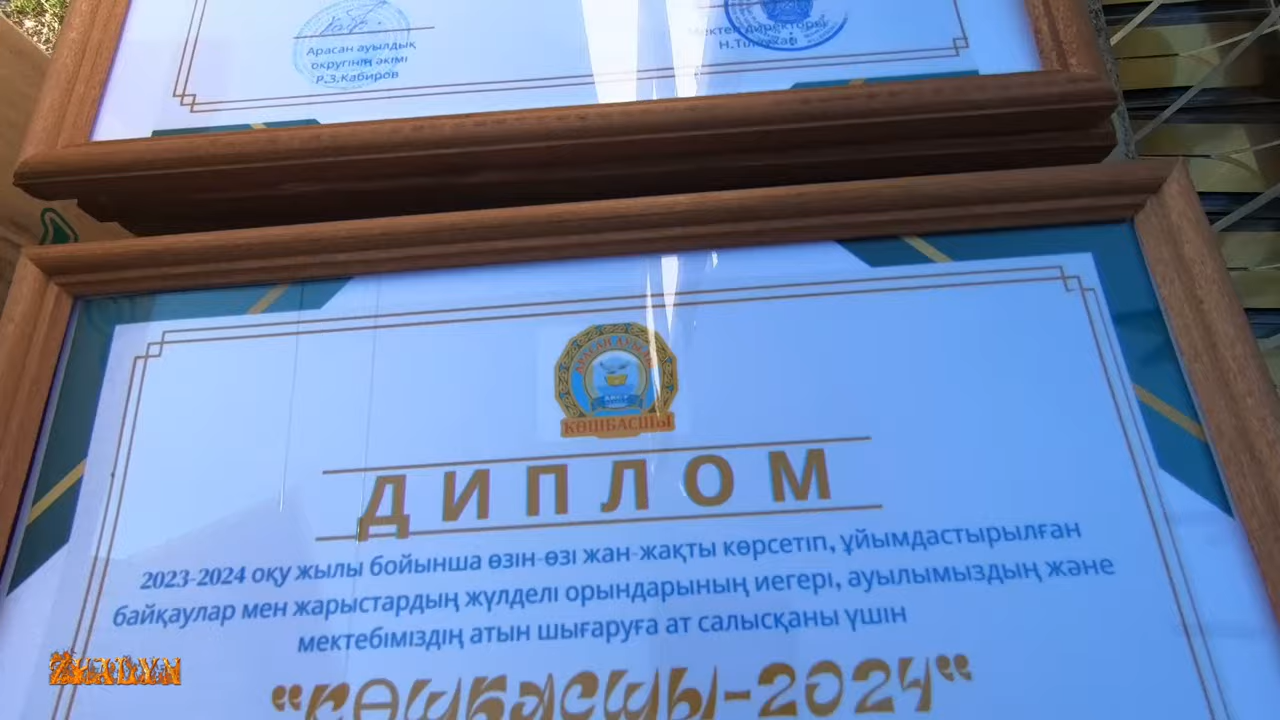 Арасан ауылдық
округінің әкімі
Р.З.Кабиров
Мектеп директоры
КӨШБАСШЫ
ДИПЛОМ
2023-2024 оқу жылы бойынша өзін-өзі жан-жақты көрсетіп, ұйымдастырылған
байқаулар мен жарыстардың жүлделі орындарының иегері, ауылымыздың және
мектебіміздің атын шығаруға ат салысқаны үшін
“КӨШБАСШЫ-2024“
Zhadyn